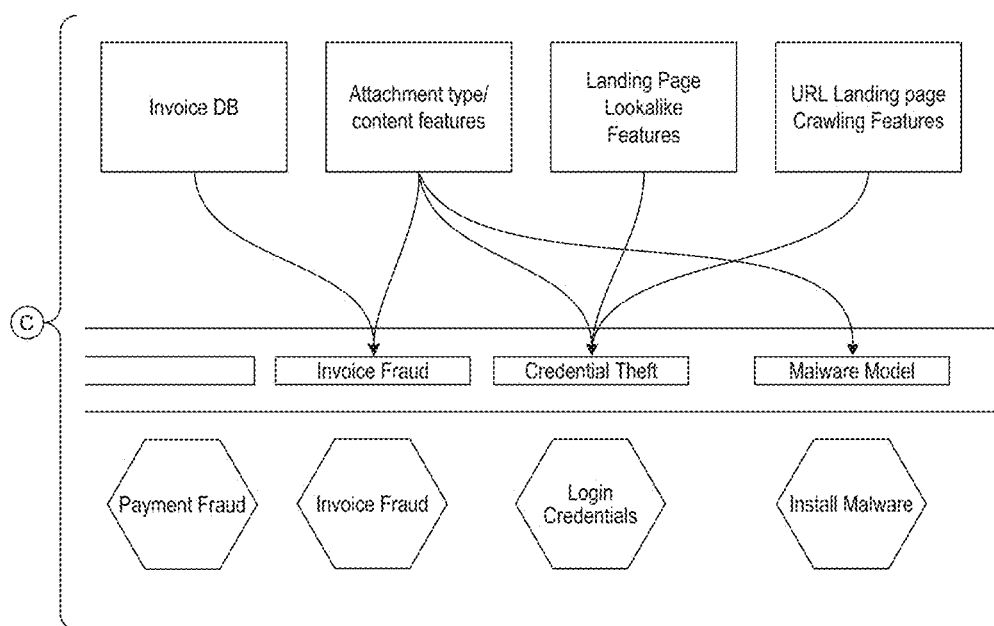 Invoice DB
Attachment type/
content features
Landing Page
Lookalike
Features
URL Landing page
Crawling Features
C
Invoice Fraud
Credential Theft
Malware Model
Payment Fraud
Invoice Fraud
Login
Credentials
Install Malware